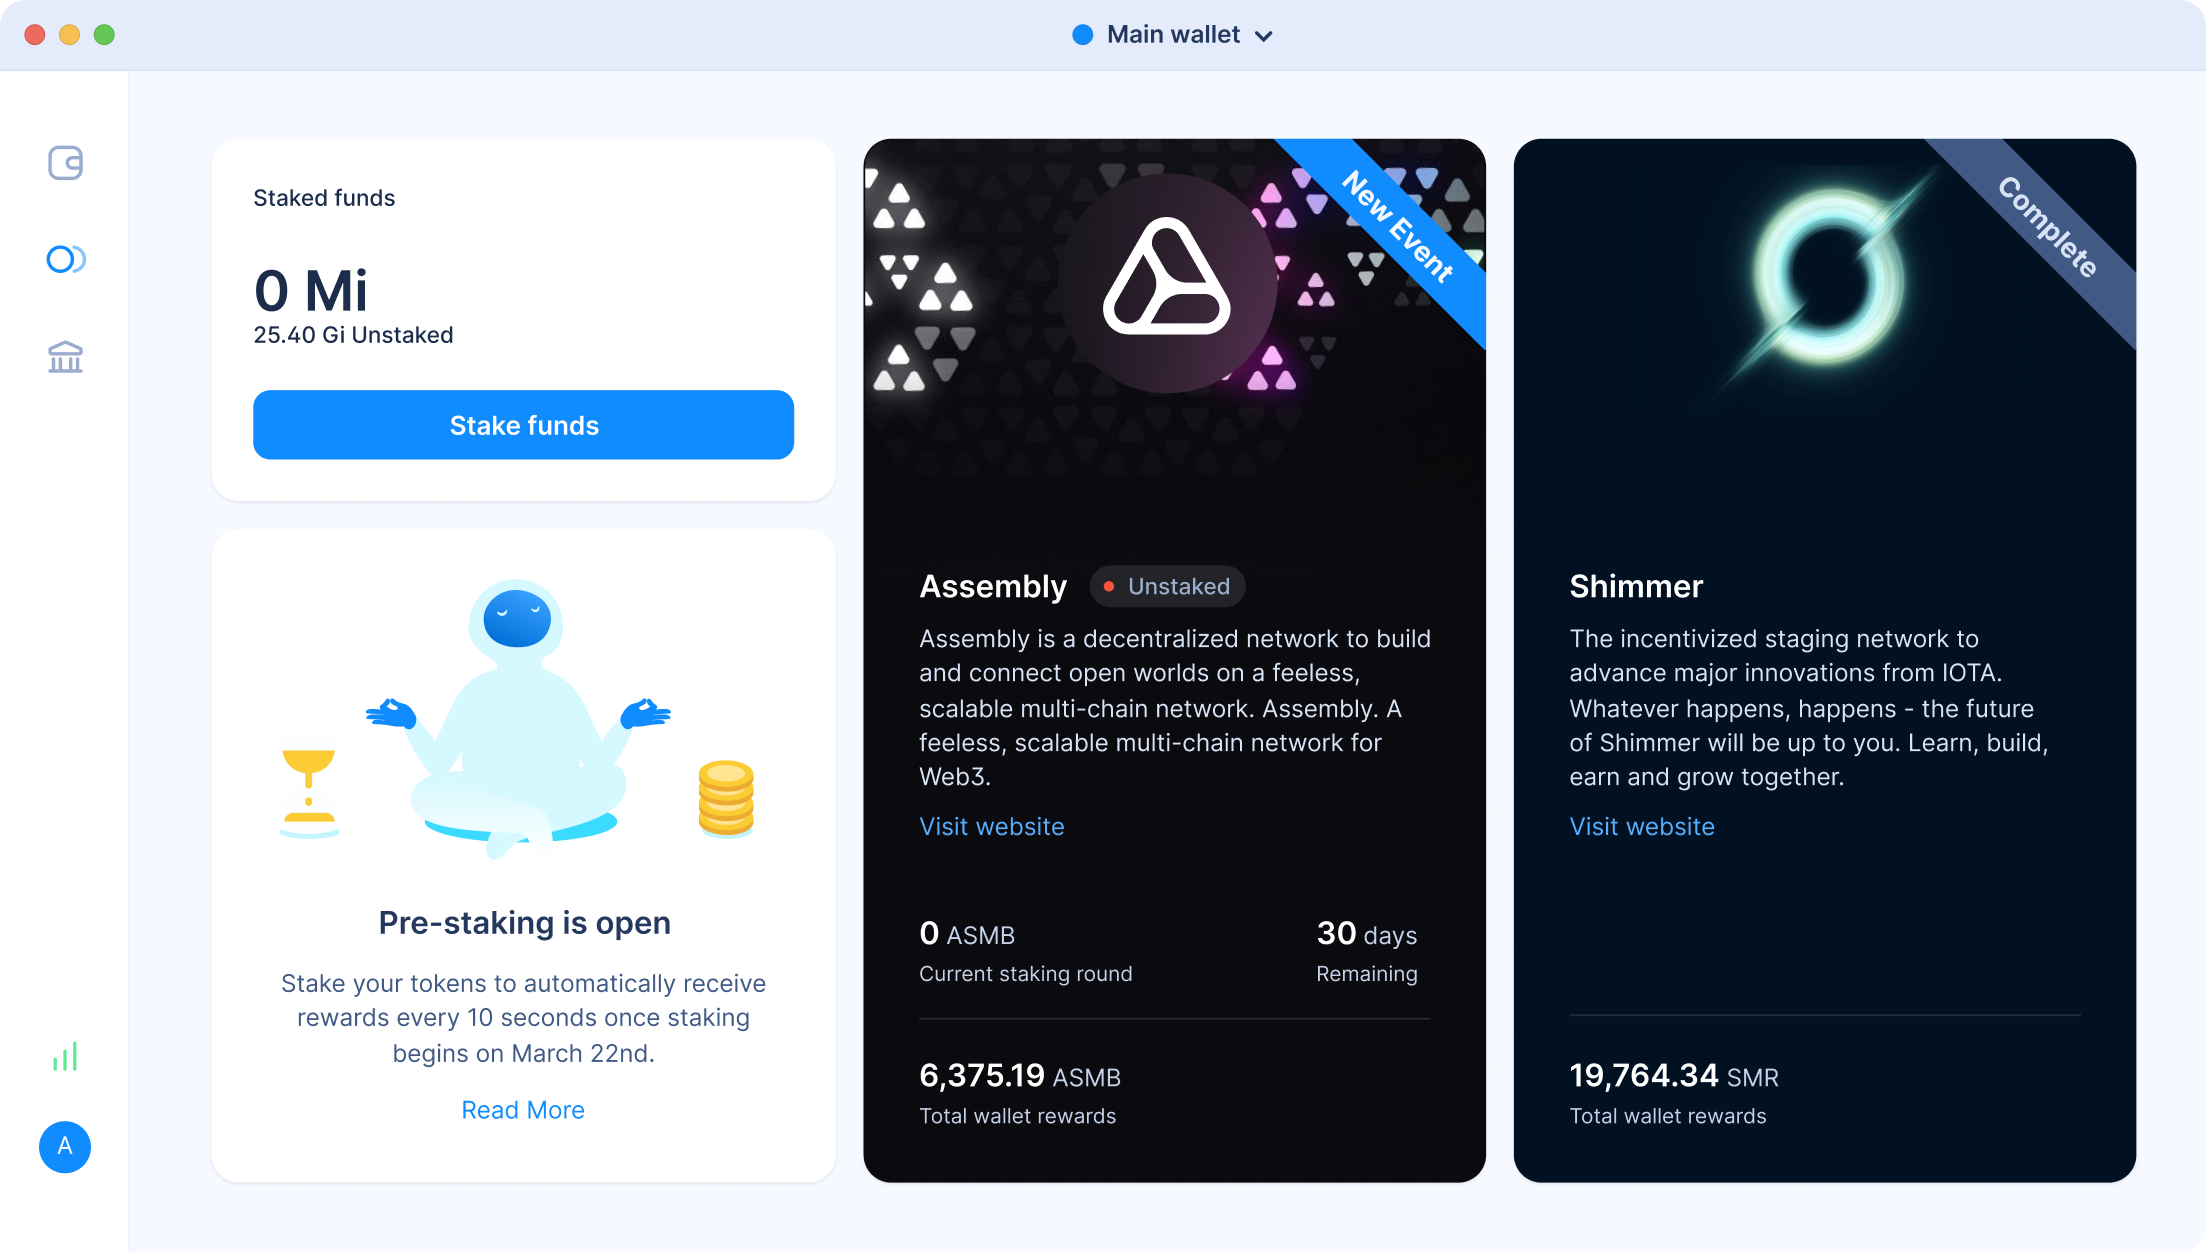 Main wallet
Staked funds
0 Mi
25.40 Gi Unstaked
Stake funds
Pre-staking is open
Stake your tokens to automatically receive
rewards every 10 seconds once staking
begins on March 22nd.
Read More
A
New Event
Assembly
Unstaked
Assembly is a decentralized network to build
and connect open worlds on a feeless,
scalable multi-chain network. Assembly. A
feeless, scalable multi-chain network for
Web3.
Visit website
0 ASMB
Current staking round
30 days
Remaining
6,375.19 ASMB
Total wallet rewards
Complete
Shimmer
The incentivized staging network to
advance major innovations from IOTA.
Whatever happens, happens - the future
of Shimmer will be up to you. Learn, build,
earn and grow together.
Visit website
19,764.34 SMR
Total wallet rewards